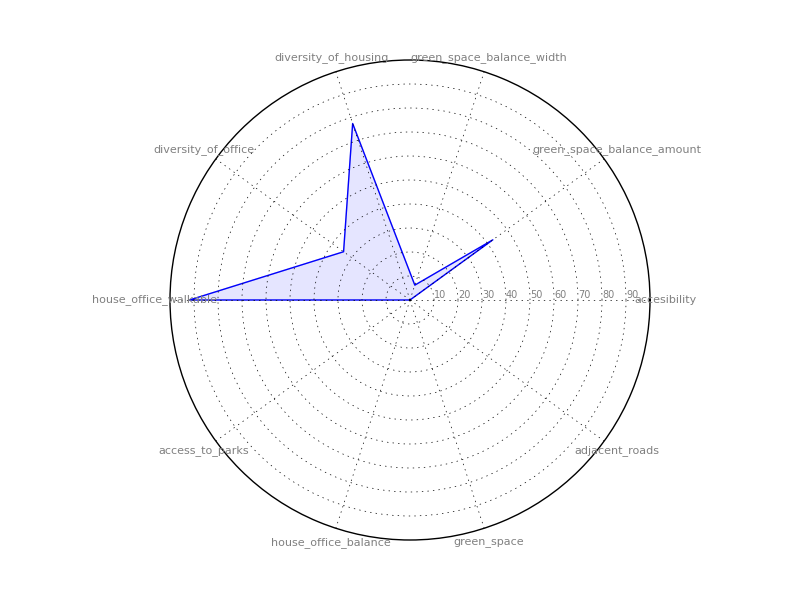 diversity_of_housing
green_space_balance_width
diversity_of_office
green_space_balance_amount
house_office_walkable
10 20 30 40 50 60 70 80 90
accesibility
access_to_parks
adjacent_roads
house_office_balance
green_space